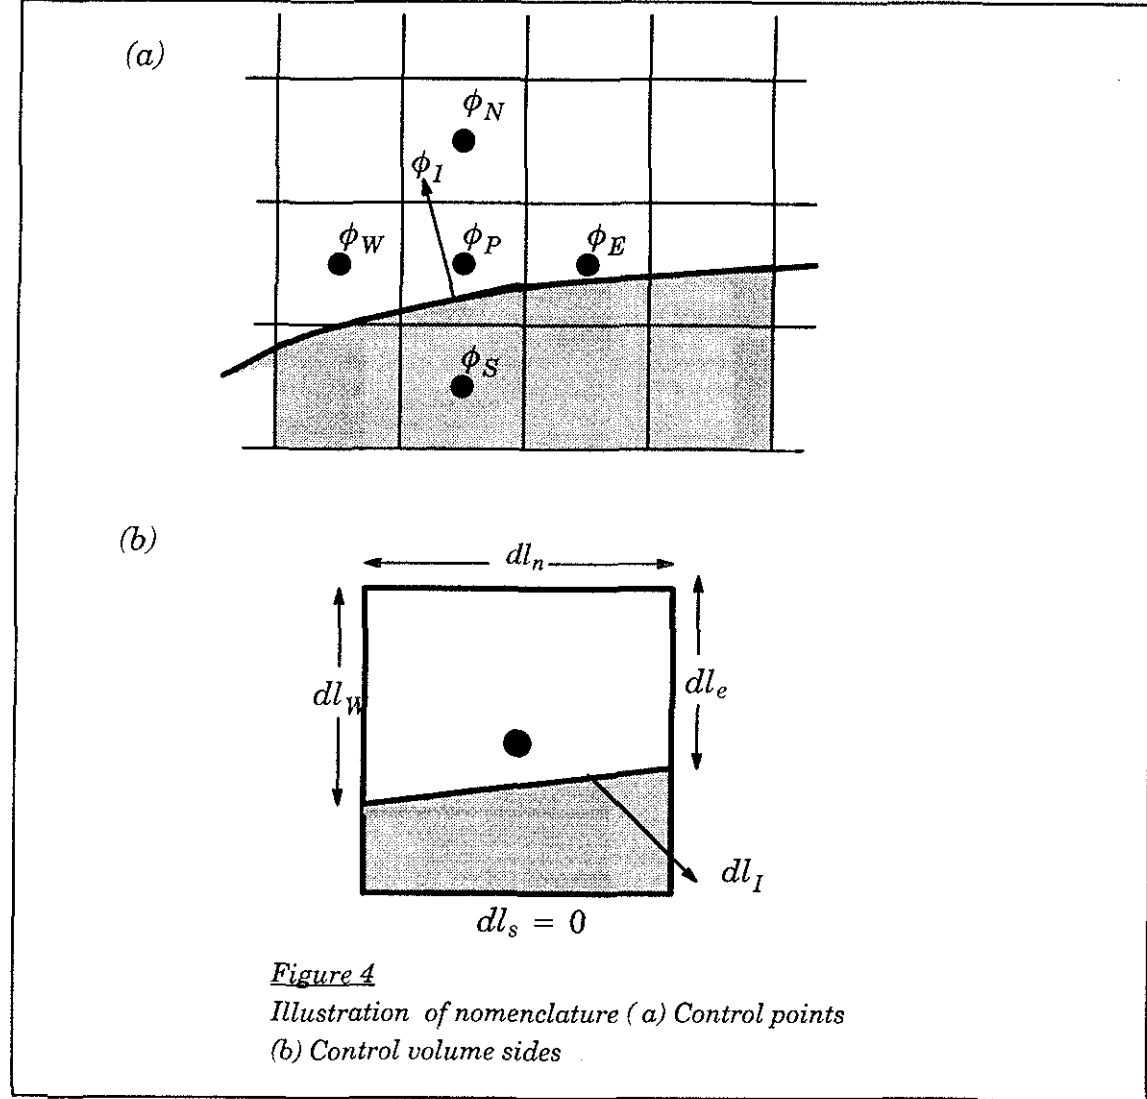 (a)
ϕN
ϕ1
ϕW ϕP ϕE
ϕS
(b)
dln
dlW dle
dlI
dls = 0
Figure 4
Illustration of nomenclature ( a) Control points
(b) Control volume sides